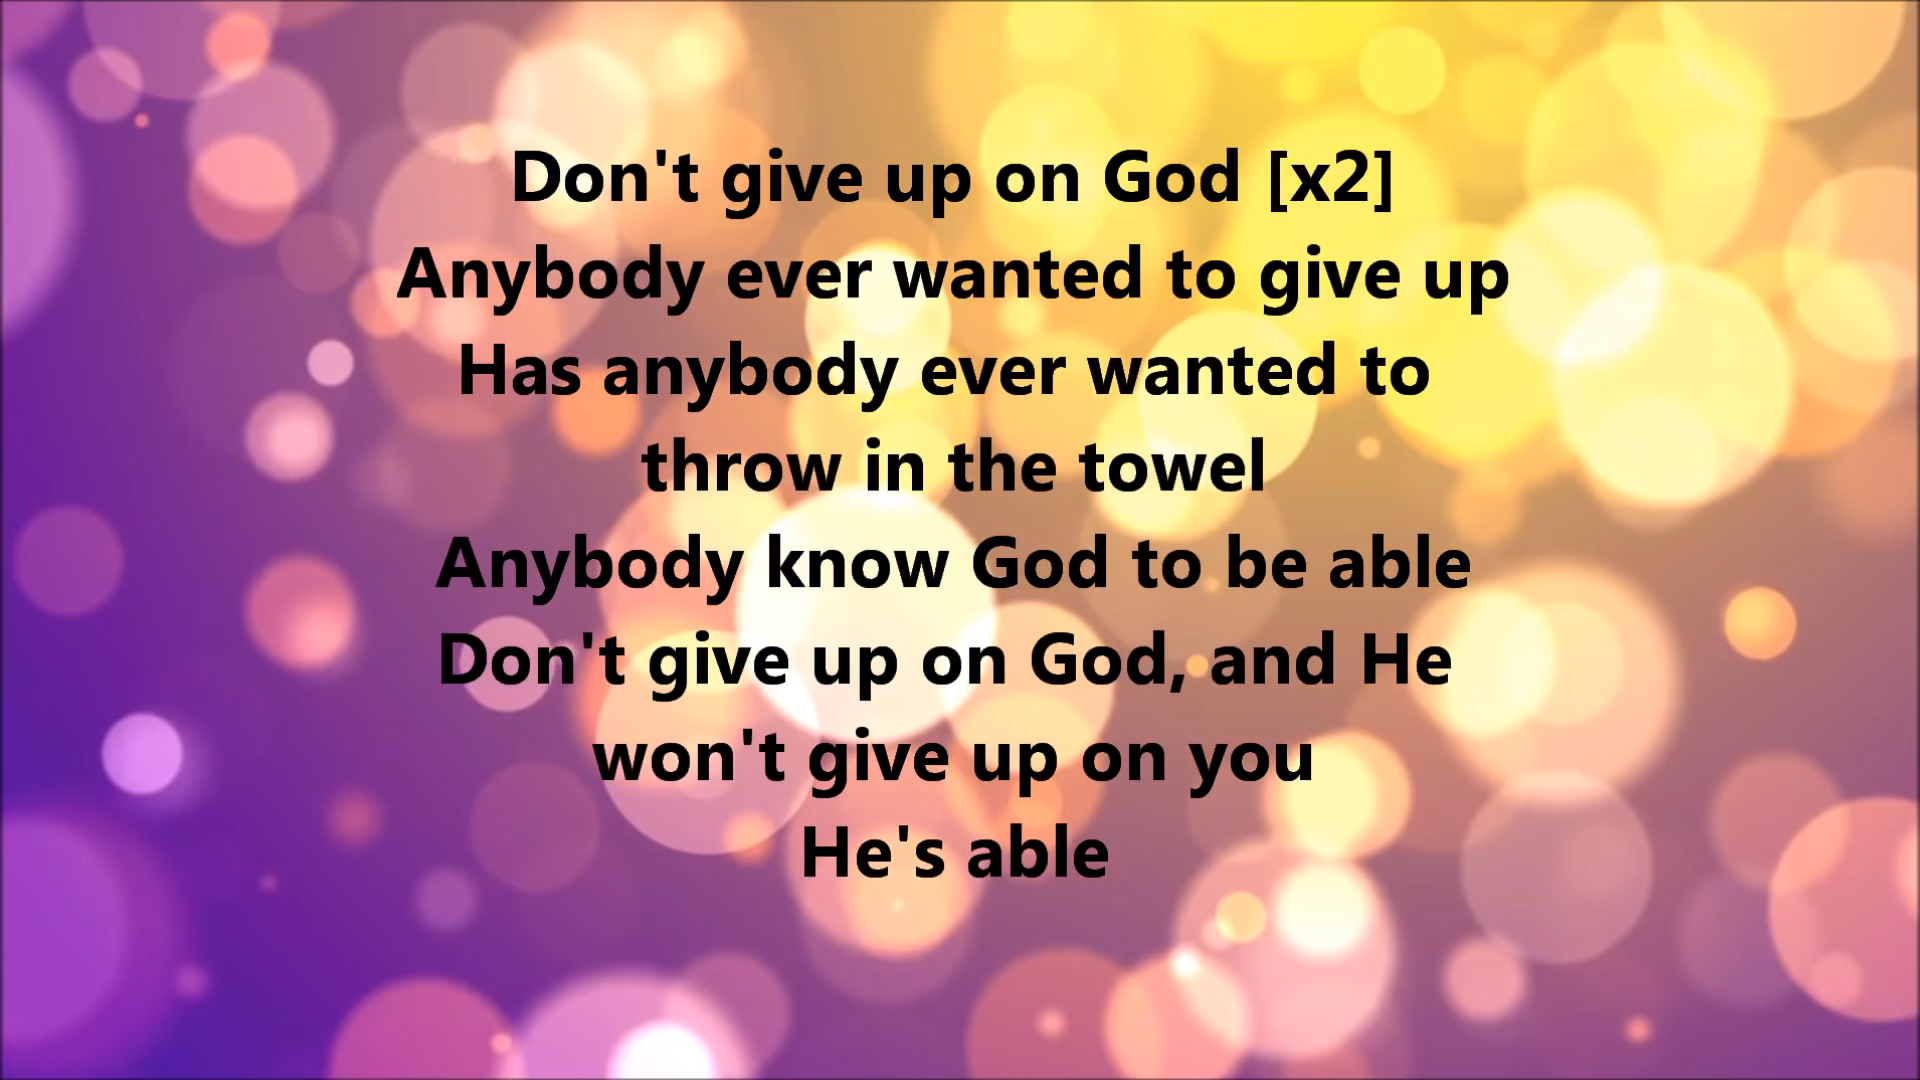 Don't give up on God [x2]
Anybody ever wanted to give up
Has anybody ever wanted to
throw in the towel
Anybody know God to be able
Don't give up on God, and He
won't give up on you
He's able